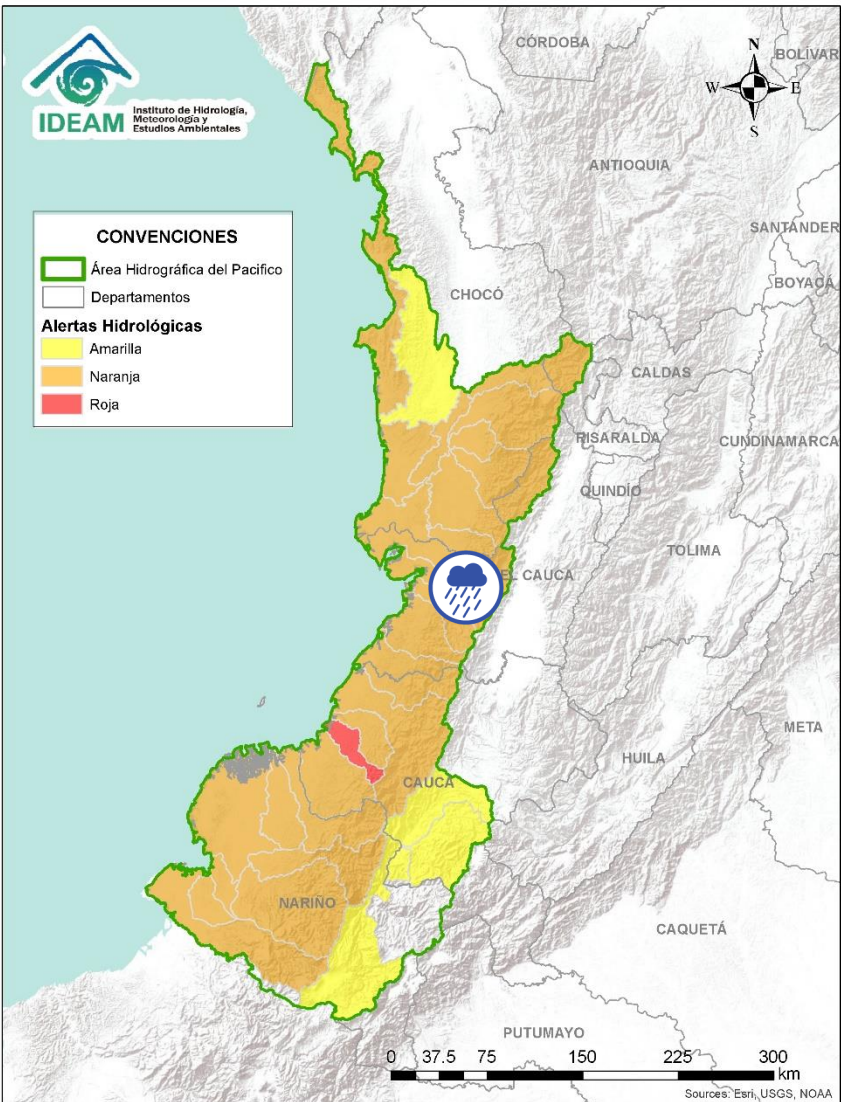 IDEAM
Instituto de Hidrología,
Meteorología y
Estudios Ambientales
CÓRDOBA
BOLÍVAR
N
W
E
S
ANTIOQUIA
SANTANDER
BOYACÁ
CONVENCIONES
Área Hidrográfica del Pacifico
Departamentos
Alertas Hidrológicas
Amarilla
Naranja
Roja
CHOCÓ
CALDAS
RISARALDA
CUNDINAMARCA
QUINDÍO
TOLIMA
EL CAUCA
META
HUILA
CAUCA
NARIÑO
CAQUETÁ
PUTUMAYO
0 37.5 75 150 225 300
km
Sources: Esri, USGS, NOAA